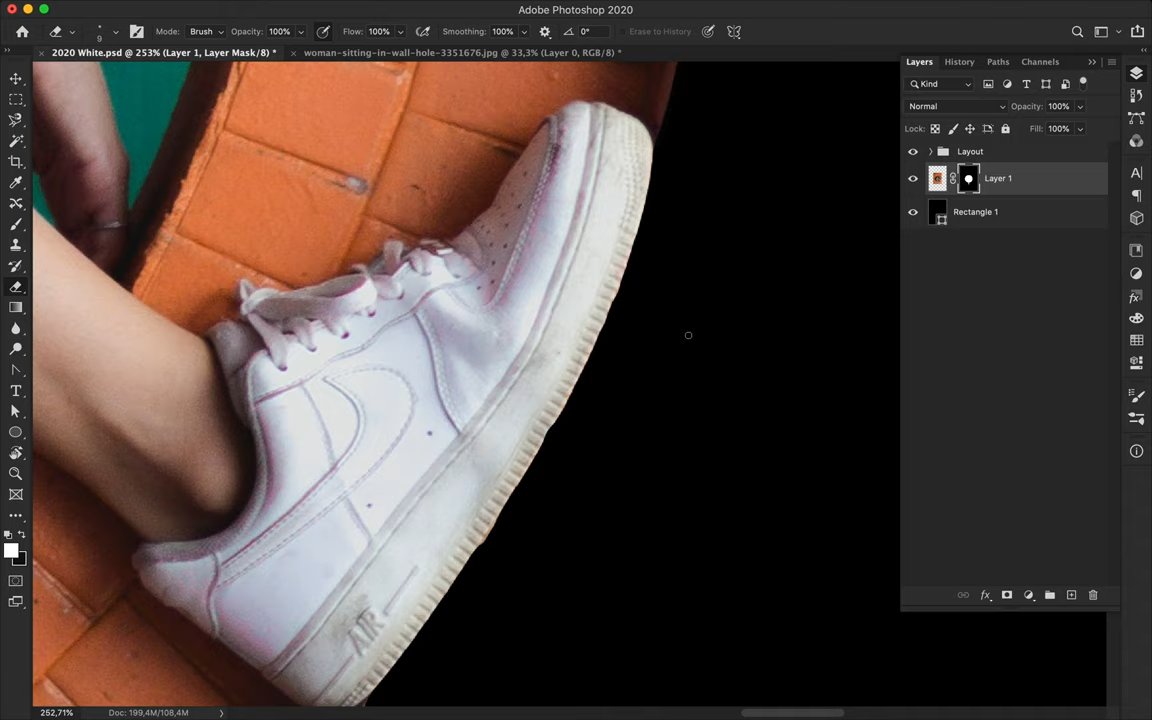 Adobe Photoshop 2020
9 Mode: Brush Opacity: 100% Flow: 100% Smoothing: 100% 0° Erase to History
2020 White.psd @ 253% (Layer 1, Layer Mask/8) * woman-sitting-in-wall-hole-3351676.jpg @ 33,3% (Layer 0, RGB/8) *
Layers History Paths Channels
Kind
Normal Opacity: 100%
Lock: Fill: 100%
Layout
Layer 1
Rectangle 1
AIR
252,71% Doc: 199,4M/108,4M